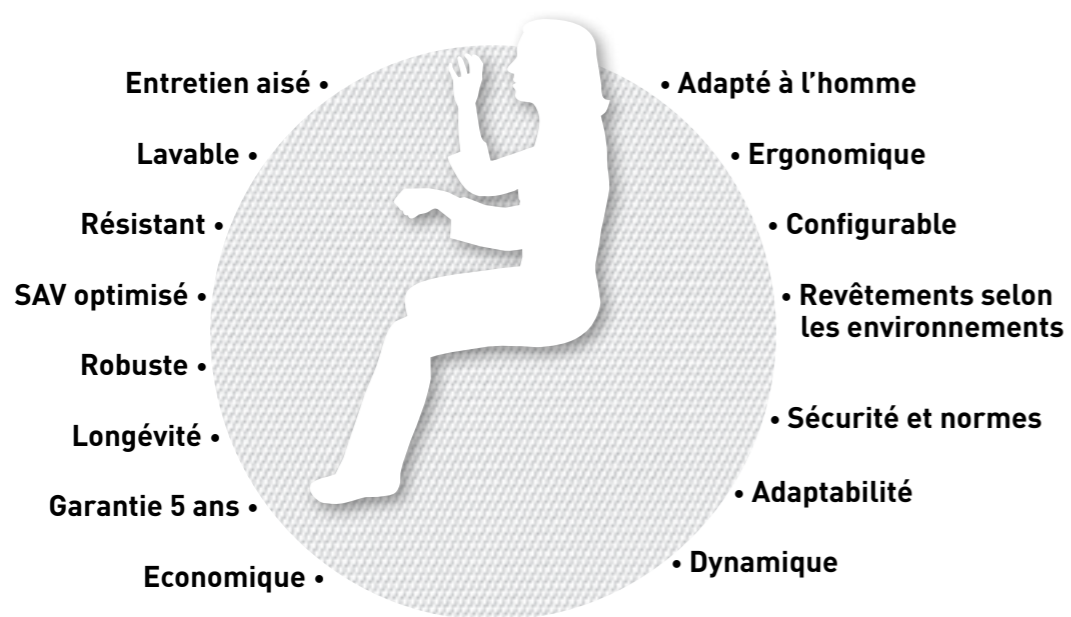 Entretien aisé •
Lavable •
Résistant •
SAV optimisé •
Robuste •
Longévité •
Garantie 5 ans •
Economique •
• Adapté à l’homme
• Ergonomique
• Configurable
• Revêtements selon
les environnements
• Sécurité et normes
• Adaptabilité
• Dynamique